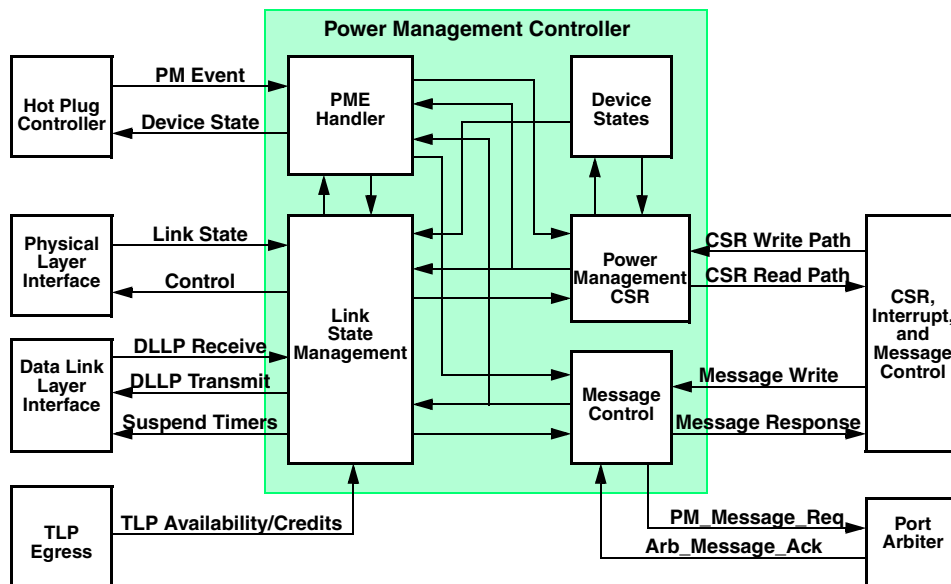 Power Management Controller
Hot Plug
Controller
PM Event
Device State
PME
Handler
Device
States
Physical
Layer
Interface
Link State
Control
Link
State
Management
Power
Management
CSR
CSR Write Path
CSR Read Path
CSR,
Interrupt,
and
Message
Control
Data Link
Layer
Interface
DLLP Receive
DLLP Transmit
Suspend Timers
Message
Control
Message Write
Message Response
TLP
Egress
TLP Availability/Credits
PM_Message_Req
Arb_Message_Ack
Port
Arbiter